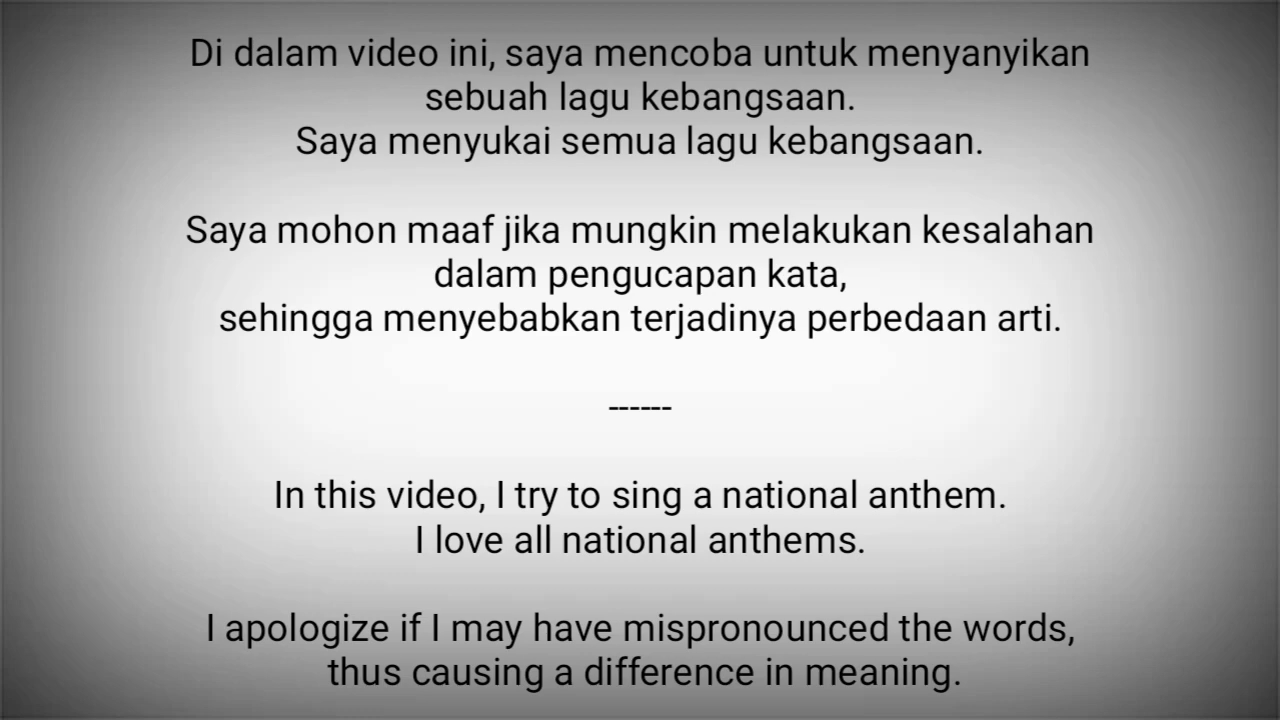 Di dalam video ini, saya mencoba untuk menyanyikan
sebuah lagu kebangsaan.
Saya menyukai semua lagu kebangsaan.
Saya mohon maaf jika mungkin melakukan kesalahan
dalam pengucapan kata,
sehingga menyebabkan terjadinya perbedaan arti.
------
In this video, I try to sing a national anthem.
I love all national anthems.
I apologize if I may have mispronounced the words,
thus causing a difference in meaning.